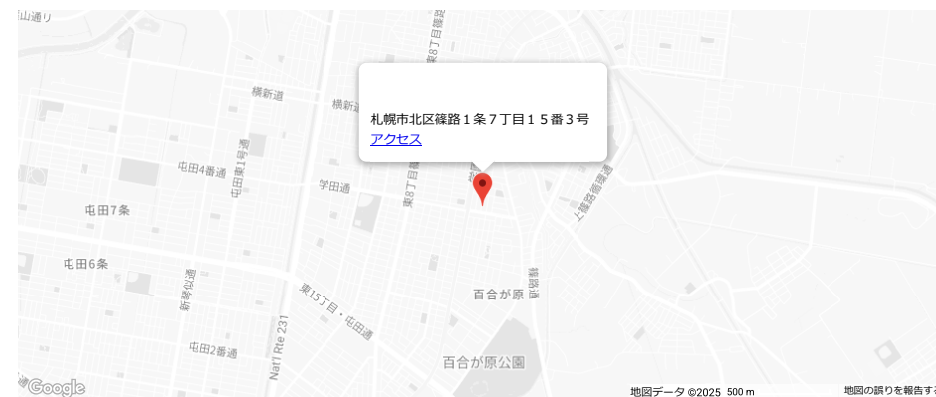 山通り
東8丁目篠
横新道
横新道
札幌市北区篠路１条７丁目１５番３号
アクセス
屯田4番通
屯田東1号通
学田通
東8丁目篠
上篠路循環通
屯田7条
屯田6条
新琴似通
東15丁目・屯田通
百合が原
篠路通
Nat'l Rte 231
屯田2番通
百合が原公園
Google
地図データ ©2025
500 m
地図の誤りを報告する